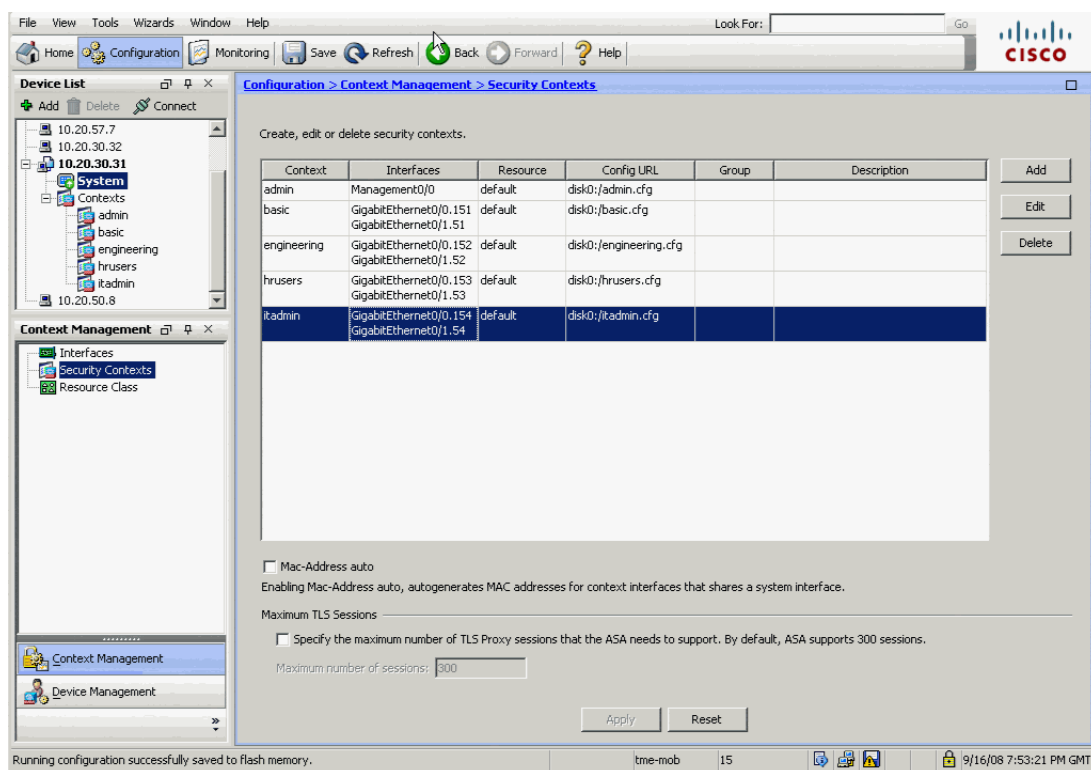 File View Tools Wizards Window Help Look For: Go
Home Configuration Monitoring Save Refresh Back Forward Help
CISCO
Device List
Add Delete Connect
10.20.57.7
10.20.30.32
10.20.30.31
System
Contexts
admin
basic
engineering
hrusers
itadmin
10.20.50.8
Context Management
Interfaces
Security Contexts
Resource Class
Context Management
Device Management
Configuration > Context Management > Security Contexts
Create, edit or delete security contexts.
Context Interfaces Resource Config URL Group Description
admin Management0/0 default disk0:/admin.cfg
basic GigabitEthernet0/0.151 default disk0:/basic.cfg
GigabitEthernet0/1.51
engineering GigabitEthernet0/0.152 default disk0:/engineering.cfg
GigabitEthernet0/1.52
hrusers GigabitEthernet0/0.153 default disk0:/hrusers.cfg
GigabitEthernet0/1.53
itadmin GigabitEthernet0/0.154 default disk0:/itadmin.cfg
GigabitEthernet0/1.54
Add
Edit
Delete
Mac-Address auto
Enabling Mac-Address auto, autogenerates MAC addresses for context interfaces that shares a system interface.
Maximum TLS Sessions
Specify the maximum number of TLS Proxy sessions that the ASA needs to support. By default, ASA supports 300 sessions.
Maximum number of sessions: 300
Apply Reset
Running configuration successfully saved to flash memory. tme-mob 15 9/16/08 7:53:21 PM GMT